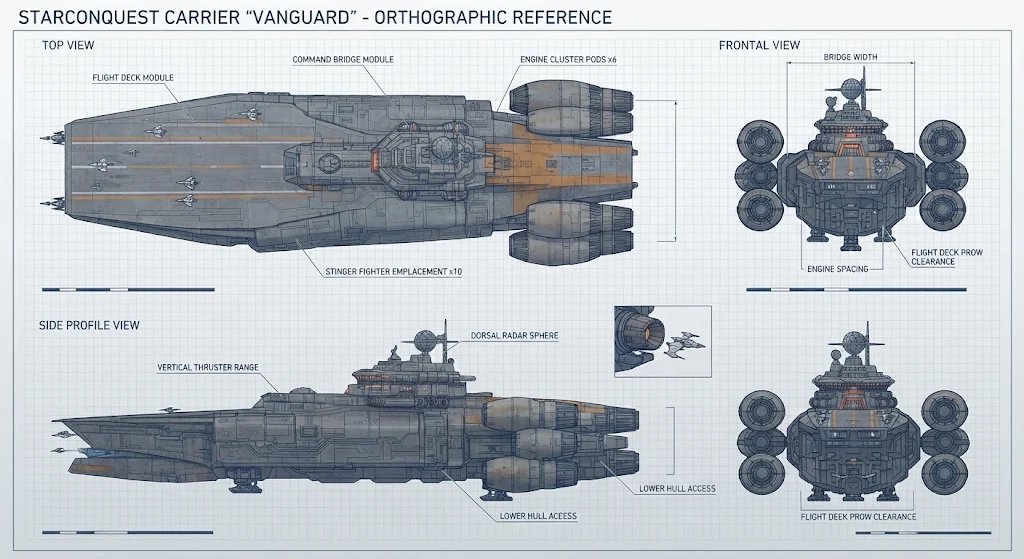 STARCONQUEST CARRIER “VANGUARD” - ORTHOGRAPHIC REFERENCE
TOP VIEW
FLIGHT DECK MODULE
COMMAND BRIDGE MODULE
ENGINE CLUSTER PODS x6
STINGER FIGHTER EMPLACEMENT x10
FRONTAL VIEW
BRIDGE WIDTH
FLIGHT DECK PROW
CLEARANCE
ENGINE SPACING
SIDE PROFILE VIEW
VERTICAL THRUSTER RANGE
DORSAL RADAR SPHERE
LOWER HULL ACCESS
LOWER HULL ACEESS
FLIGHT DEEK PROW CLEARANCE